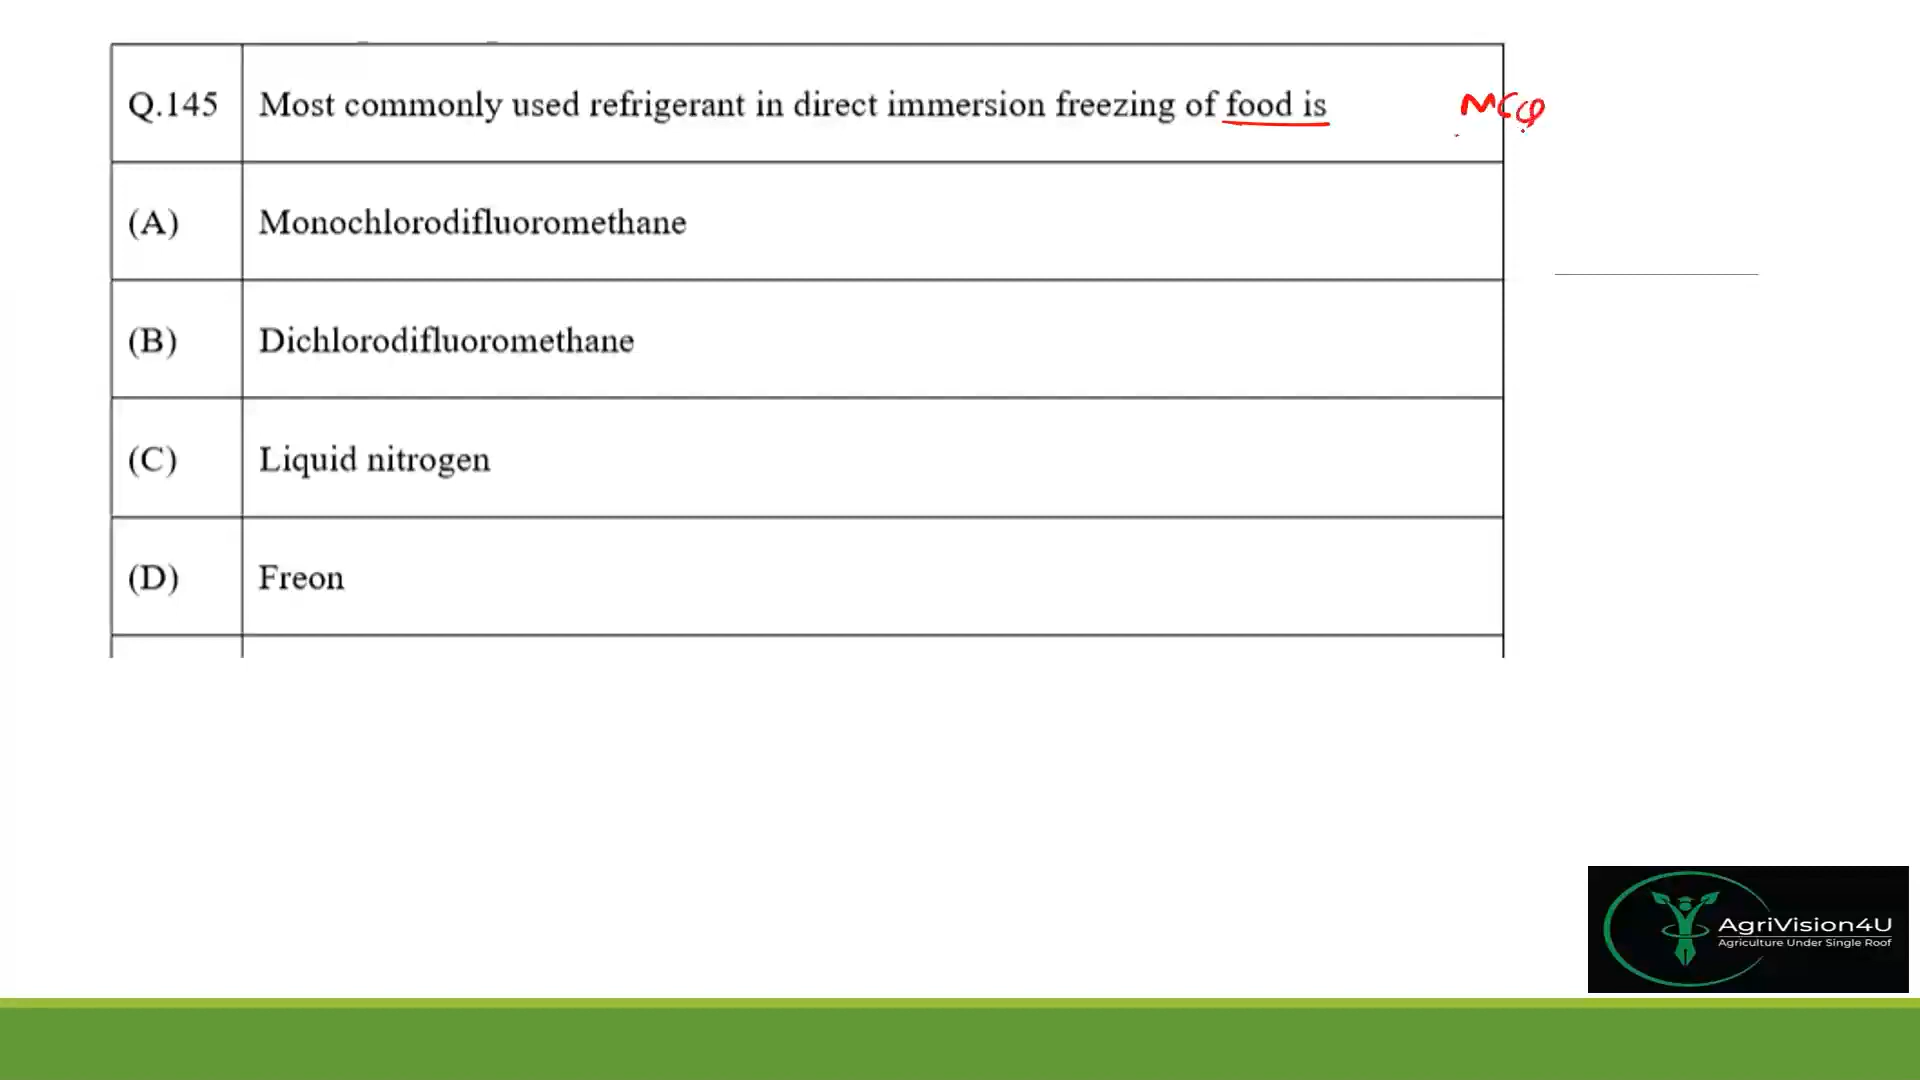 Q.145 Most commonly used refrigerant in direct immersion freezing of food is MCQ
(A) Monochlorodifluoromethane
(B) Dichlorodifluoromethane
(C) Liquid nitrogen
(D) Freon
AgriVision4U
Agriculture Under Single Roof